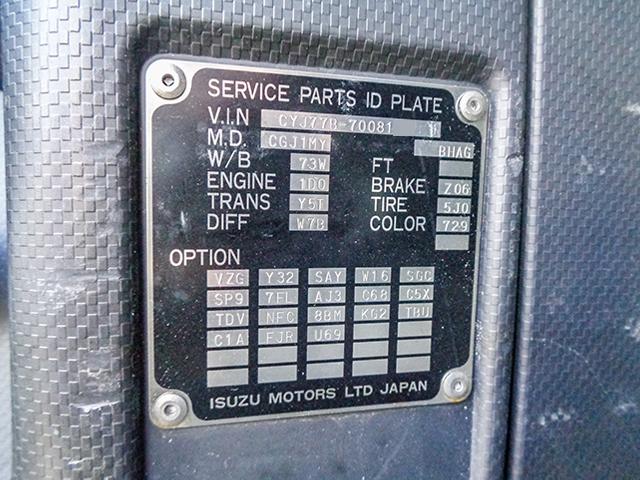 SERVICE PARTS ID PLATE
V.I.N CYJ77B-70081
M.D. CGJ1MY BHAG
W/B 73W FT
ENGINE 1D0 BRAKE Z06
TRANS Y5T TIRE 5J0
DIFF W7B COLOR 729
OPTION
VZG Y32 SAY W16 SGC
SP9 7FL AJ3 C68 C5X
TDV NFC 8BM KG2 TBU
C1A FJR U69
ISUZU MOTORS LTD JAPAN